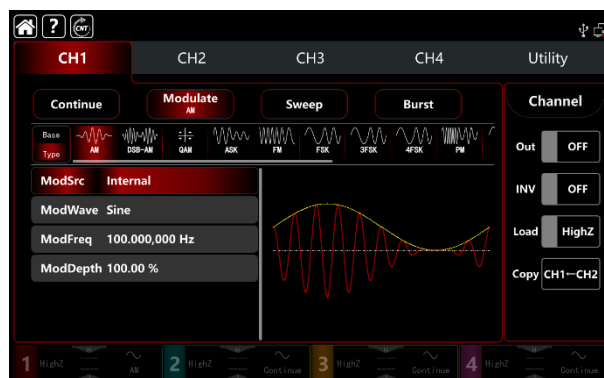 ? CNT
CH1 CH2 CH3 CH4 Utility
Continue Modulate AM Sweep Burst Channel
Base Type AM DSB-AM QAM ASK FM FSK 3FSK 4FSK PM
Out OFF
ModSrc Internal
INV OFF
ModWave Sine
ModFreq 100.000,000 Hz
Load HighZ
ModDepth 100.00 %
Copy CH1←CH2
1 HighZ AM 2 HighZ Continue 3 HighZ Continue 4 HighZ Continue